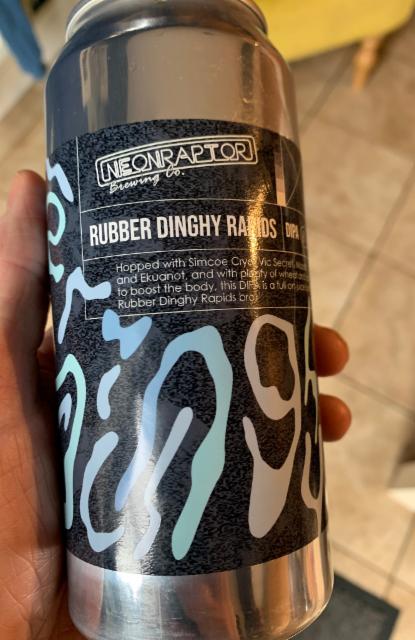 NEONRAPTOR
Brewing Co.
RUBBER DINGHY RAPIDS DIPA
Hopped with Simcoe Cryo, Vic Secret,
and Ekuanot, and with plenty of wheat and
to boost the body, this DIPA is a full on
Rubber Dinghy Rapids bro!